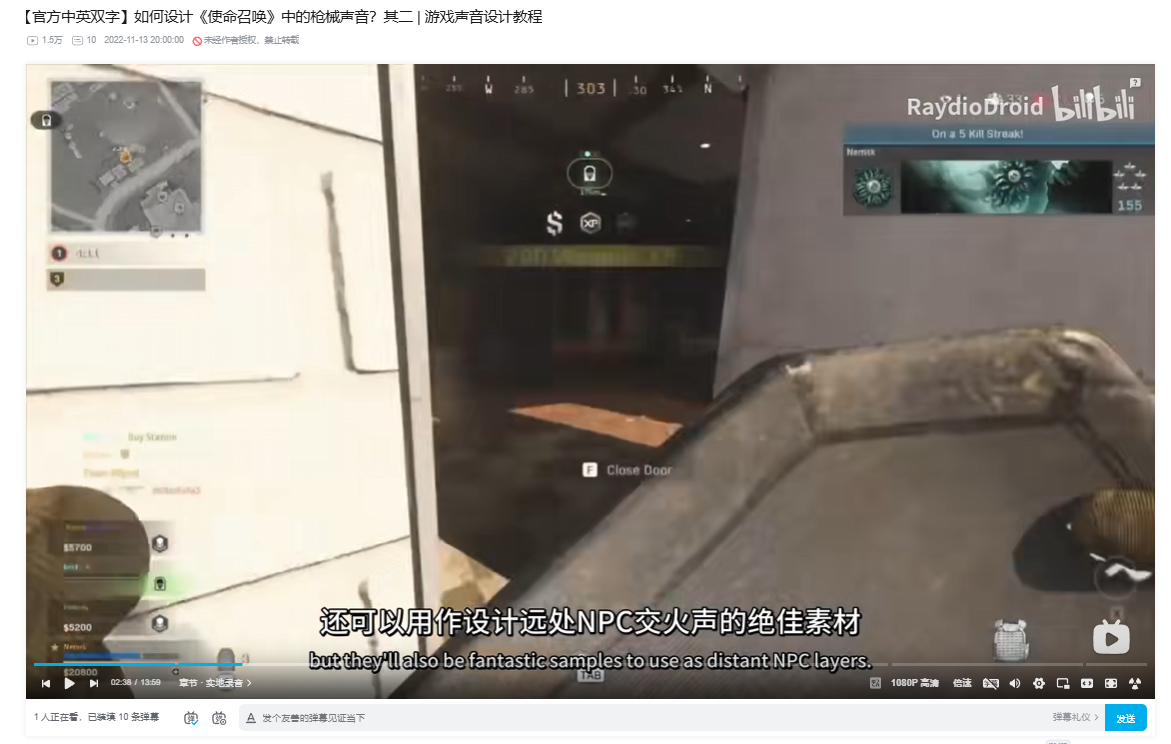 【官方中英双字】如何设计《使命召唤》中的枪械声音？其二 | 游戏声音设计教程
1.5万 10 2022-11-13 20:00:00 未经作者授权，禁止转载
W 285 303 N
RaydioDroid bilibili
On a 5 Kill Streak!
Nemisk
155
XP
1
3
Buy Station
F Close Door
$5700
$5200
$20800
还可以用作设计远处NPC交火声的绝佳素材
but they'll also be fantastic samples to use as distant NPC layers.
TAB
02:38 / 13:59 章节 · 实地录音 > 1080P 高清 倍速
1 人正在看，已装填 10 条弹幕 发个友善的弹幕见证当下 弹幕礼仪 > 发送